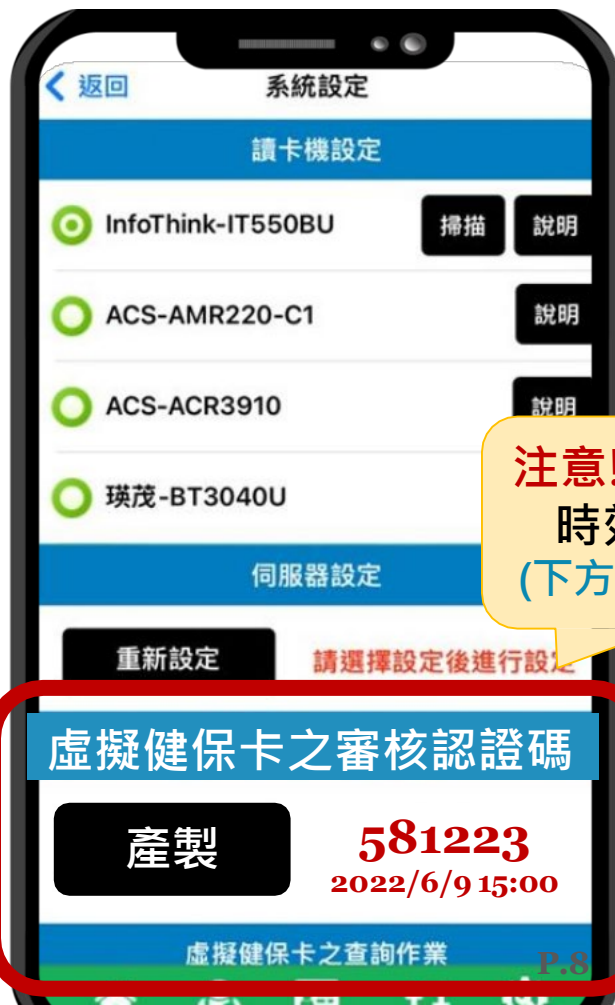 返回 系統設定
讀卡機設定
InfoThink-IT550BU 掃描 說明
ACS-AMR220-C1 說明
ACS-ACR3910 說明
瑛茂-BT3040U
注意
時效
(下方
伺服器設定
重新設定 請選擇設定後進行設定
虛擬健保卡之審核認證碼
產製 581223
2022/6/9 15:00
虛擬健保卡之查詢作業
P.8